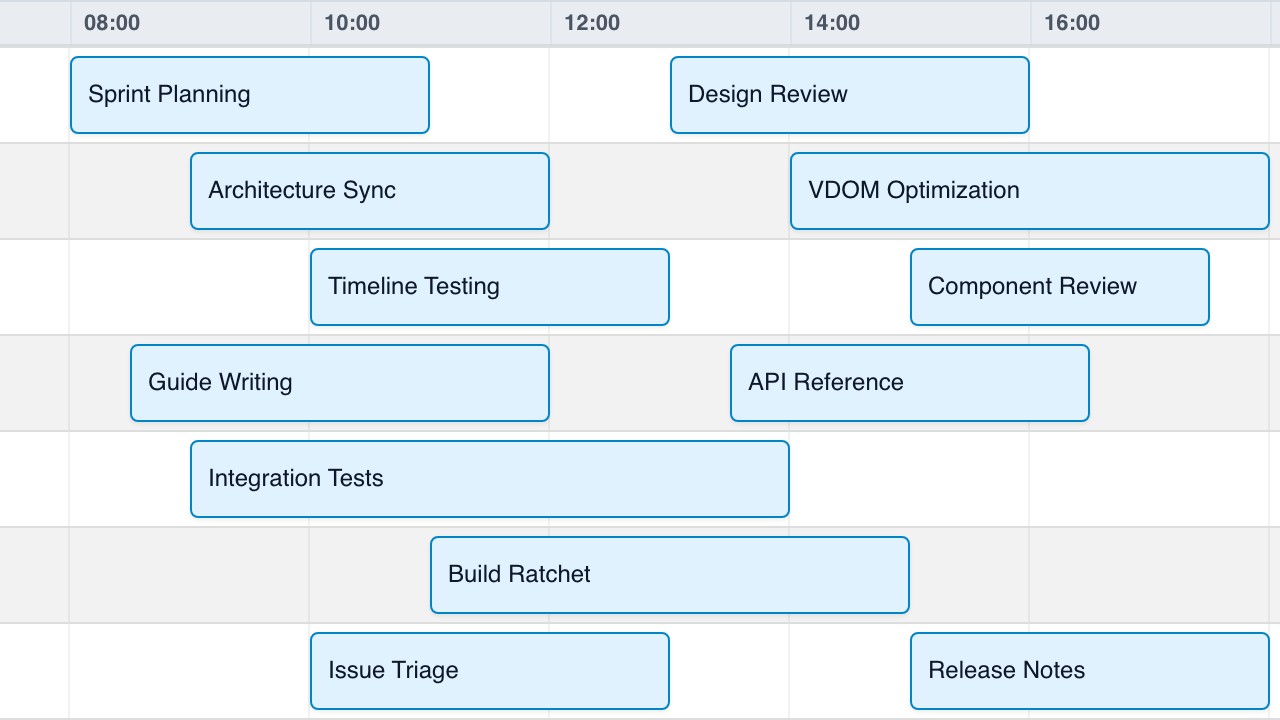 08:00 10:00 12:00 14:00 16:00
Sprint Planning Design Review
Architecture Sync VDOM Optimization
Timeline Testing Component Review
Guide Writing API Reference
Integration Tests
Build Ratchet
Issue Triage Release Notes